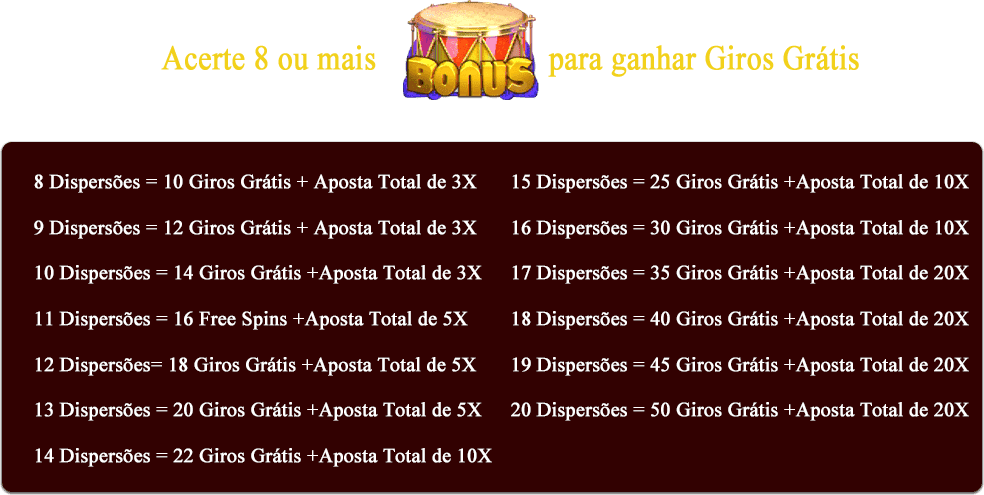 Acerte 8 ou mais BONUS para ganhar Giros Grátis
8 Dispersões = 10 Giros Grátis + Aposta Total de 3X
9 Dispersões = 12 Giros Grátis + Aposta Total de 3X
10 Dispersões = 14 Giros Grátis +Aposta Total de 3X
11 Dispersões = 16 Free Spins +Aposta Total de 5X
12 Dispersões= 18 Giros Grátis +Aposta Total de 5X
13 Dispersões = 20 Giros Grátis +Aposta Total de 5X
14 Dispersões = 22 Giros Grátis +Aposta Total de 10X
15 Dispersões = 25 Giros Grátis +Aposta Total de 10X
16 Dispersões = 30 Giros Grátis +Aposta Total de 10X
17 Dispersões = 35 Giros Grátis +Aposta Total de 20X
18 Dispersões = 40 Giros Grátis +Aposta Total de 20X
19 Dispersões = 45 Giros Grátis +Aposta Total de 20X
20 Dispersões = 50 Giros Grátis +Aposta Total de 20X